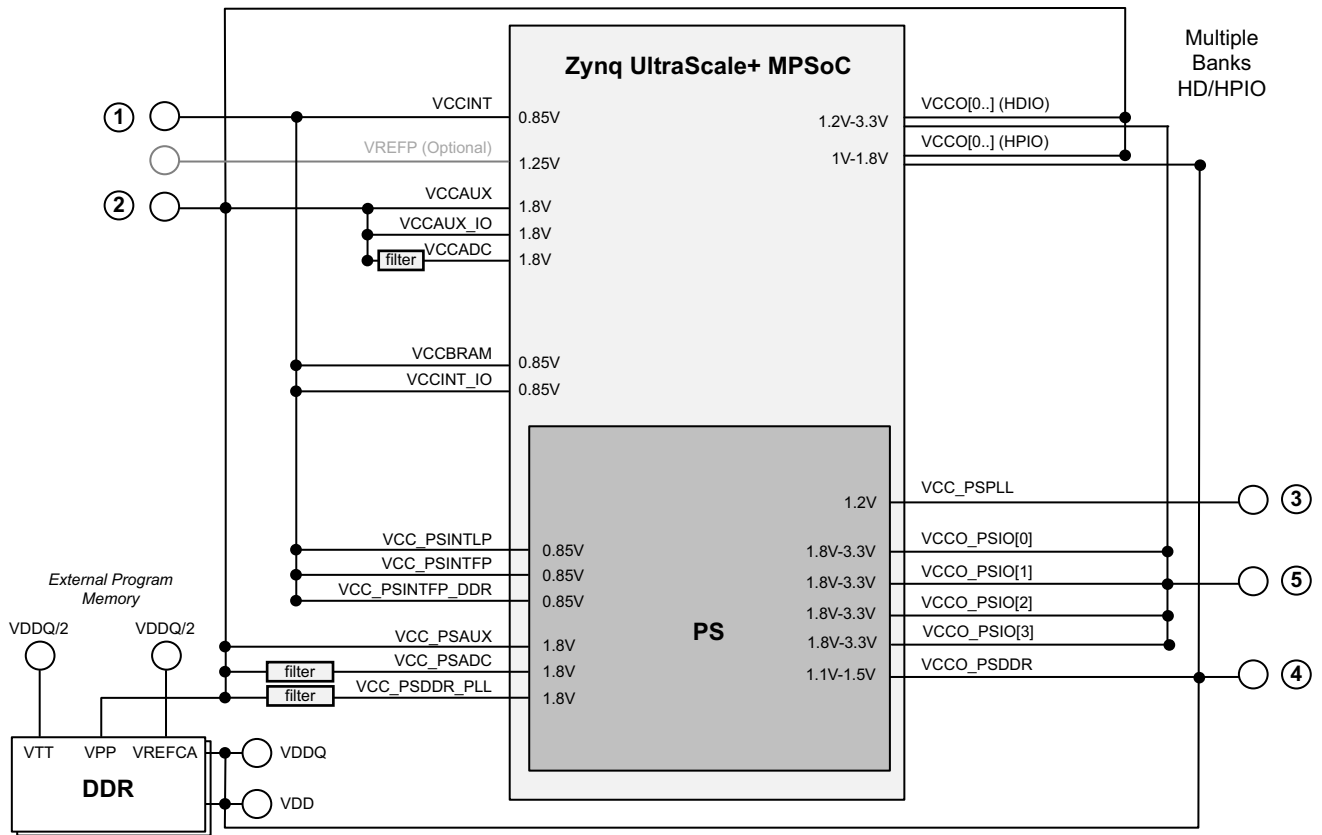 Zynq UltraScale+ MPSoC
Multiple
Banks
HD/HPIO
1
VCCINT
0.85V
VREFP (Optional)
1.25V
2
VCCAUX
1.8V
VCCAUX_IO
1.8V
filter
VCCADC
1.8V
VCCO[0..] (HDIO)
1.2V-3.3V
VCCO[0..] (HPIO)
1V-1.8V
VCCBRAM
0.85V
VCCINT_IO
0.85V
PS
VCC_PSINTLP
0.85V
VCC_PSINTFP
0.85V
VCC_PSINTFP_DDR
0.85V
VCC_PSAUX
1.8V
filter
VCC_PSADC
1.8V
filter
VCC_PSDDR_PLL
1.8V
1.2V
VCC_PSPLL
3
1.8V-3.3V
VCCO_PSIO[0]
1.8V-3.3V
VCCO_PSIO[1]
5
1.8V-3.3V
VCCO_PSIO[2]
1.8V-3.3V
VCCO_PSIO[3]
1.1V-1.5V
VCCO_PSDDR
4
External Program
Memory
VDDQ/2
VDDQ/2
VTT
VPP
VREFCA
DDR
VDDQ
VDD